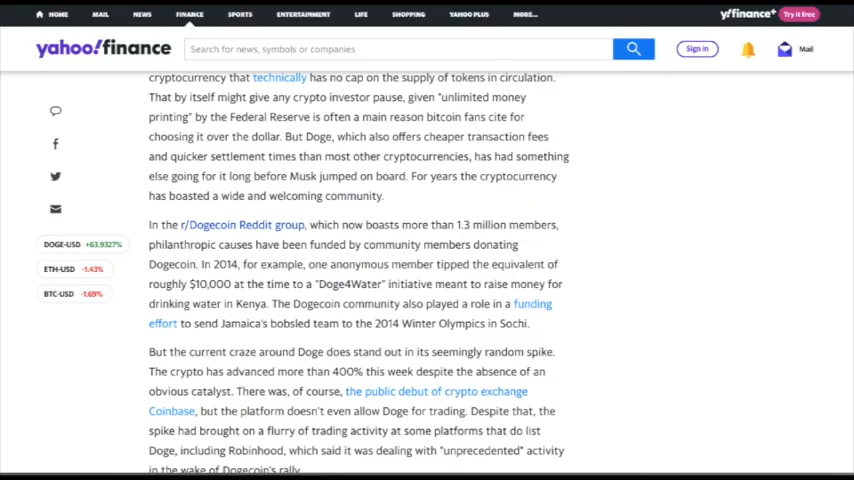 HOME MAIL NEWS FINANCE SPORTS ENTERTAINMENT LIFE SHOPPING YAHOO PLUS MORE... y!finance+ Try it free
yahoo!finance Search for news, symbols or companies Sign in Mail
cryptocurrency that technically has no cap on the supply of tokens in circulation.
That by itself might give any crypto investor pause, given "unlimited money
printing" by the Federal Reserve is often a main reason bitcoin fans cite for
choosing it over the dollar. But Doge, which also offers cheaper transaction fees
and quicker settlement times than most other cryptocurrencies, has had something
else going for it long before Musk jumped on board. For years the cryptocurrency
has boasted a wide and welcoming community.
In the r/Dogecoin Reddit group, which now boasts more than 1.3 million members,
philanthropic causes have been funded by community members donating
Dogecoin. In 2014, for example, one anonymous member tipped the equivalent of
roughly $10,000 at the time to a "Doge4Water" initiative meant to raise money for
drinking water in Kenya. The Dogecoin community also played a role in a funding
effort to send Jamaica's bobsled team to the 2014 Winter Olympics in Sochi.
But the current craze around Doge does stand out in its seemingly random spike.
The crypto has advanced more than 400% this week despite the absence of an
obvious catalyst. There was, of course, the public debut of crypto exchange
Coinbase, but the platform doesn't even allow Doge for trading. Despite that, the
spike had brought on a flurry of trading activity at some platforms that do list
Doge, including Robinhood, which said it was dealing with "unprecedented" activity
in the wake of Dogecoin's rally.
DOGE-USD +63.9327%
ETH-USD -1.43%
BTC-USD -1.69%